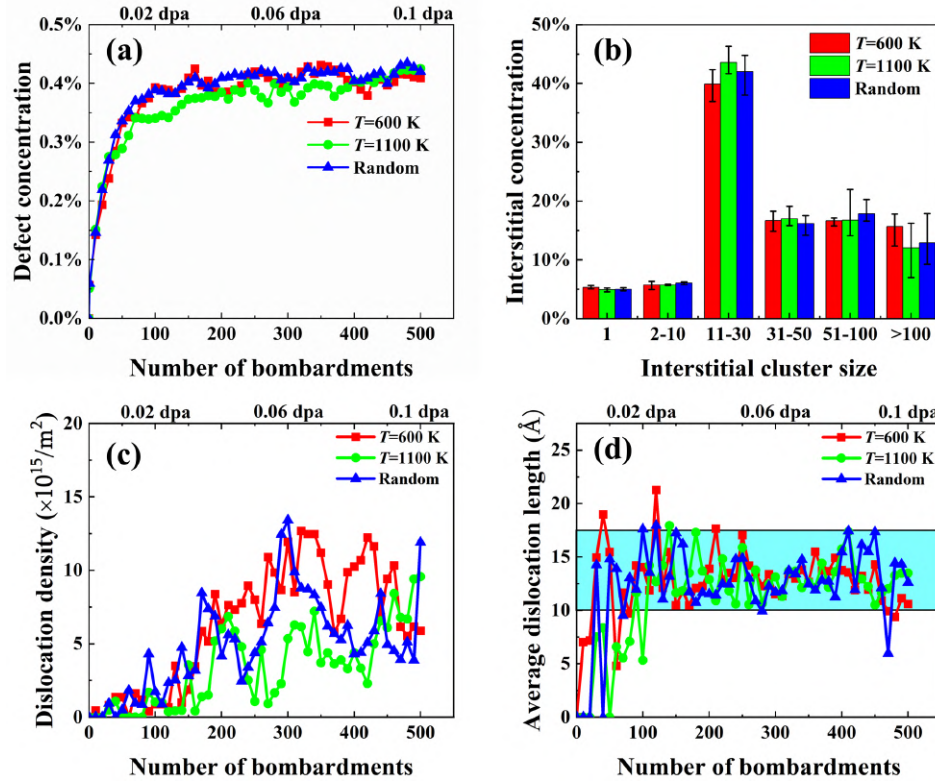 0.02 dpa 0.06 dpa 0.1 dpa
(a)
0.5%
0.4%
0.4%
0.3%
0.2%
0.1%
0%
Defect concentration
T=600 K
T=1100 K
Random
0 100 200 300 400 500
Number of bombardments
(b)
50%
40%
30%
20%
10%
0%
Interstitial concentration
T=600 K
T=1100 K
Random
1 2-10 11-30 31-50 51-100 >100
Interstitial cluster size
0.02 dpa 0.06 dpa 0.1 dpa
(c)
20
15
13
10
5
0
Dislocation density (×10¹⁵/m²)
T=600 K
T=1100 K
Random
0 100 200 300 400 500
Number of bombardments
0.02 dpa 0.06 dpa 0.1 dpa
(d)
25
20
15
10
5
0
Average dislocation length (Å)
T=600 K
T=1100 K
Random
0 100 200 300 400 500
Number of bombardments